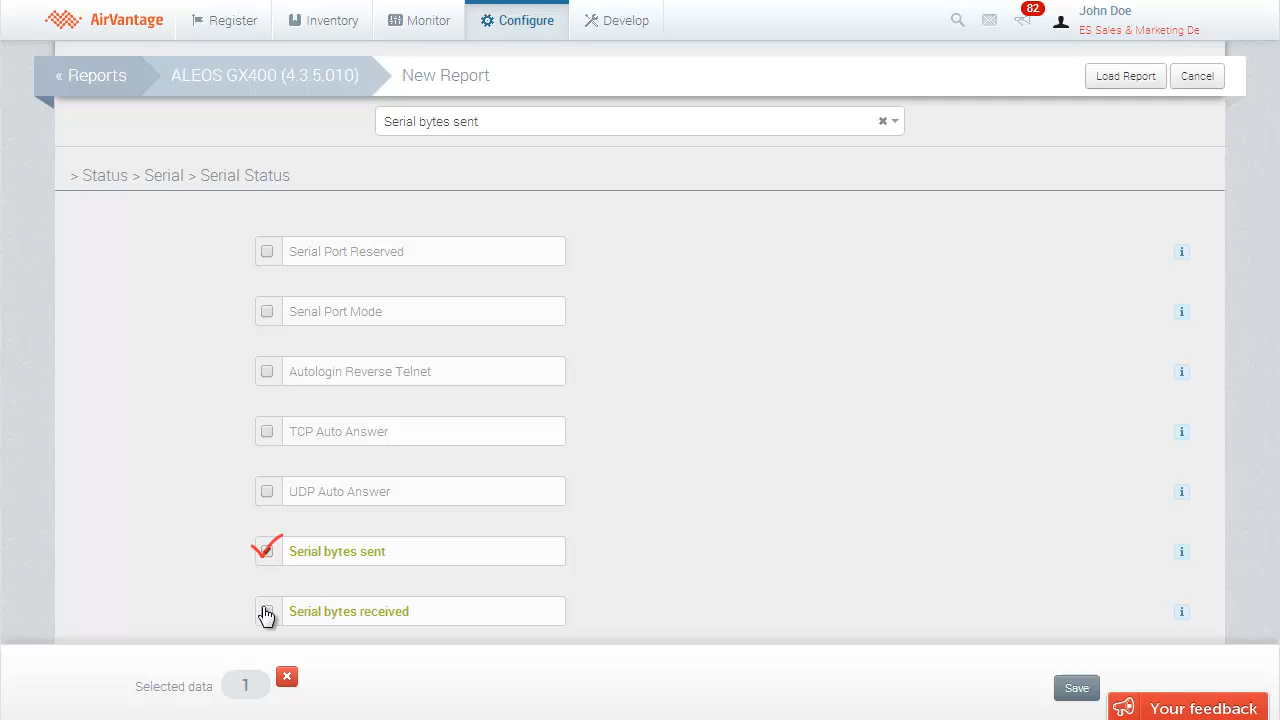 AirVantage Register Inventory Monitor Configure Develop 82 John Doe
ES Sales & Marketing De
« Reports ALEOS GX400 (4.3.5.010) New Report Load Report Cancel
Serial bytes sent
> Status > Serial > Serial Status
Serial Port Reserved
Serial Port Mode
Autologin Reverse Telnet
TCP Auto Answer
UDP Auto Answer
Serial bytes sent
Serial bytes received
Selected data 1 Save
Your feedback